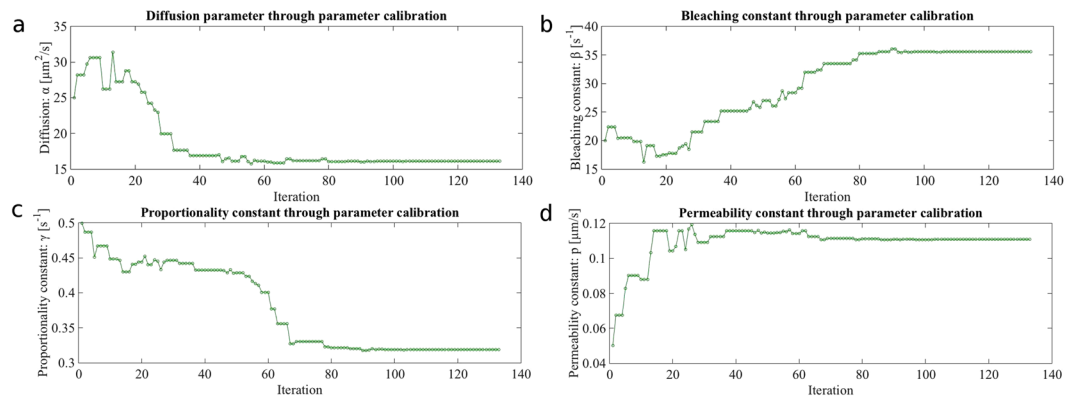 a
Diffusion parameter through parameter calibration
Diffusion: α [µm²/s]
35
30
25
20
15
0 20 40 60 80 100 120 140
Iteration
b
Bleaching constant through parameter calibration
Bleaching constant: β [s⁻¹]
40
35
30
25
20
15
0 20 40 60 80 100 120 140
Iteration
c
Proportionality constant through parameter calibration
Proportionality constant: γ [s⁻¹]
0.5
0.45
0.4
0.35
0.3
0 20 40 60 80 100 120 140
Iteration
d
Permeability constant through parameter calibration
Permeability constant: p [µm/s]
0.12
0.1
0.08
0.06
0.04
0 20 40 60 80 100 120 140
Iteration